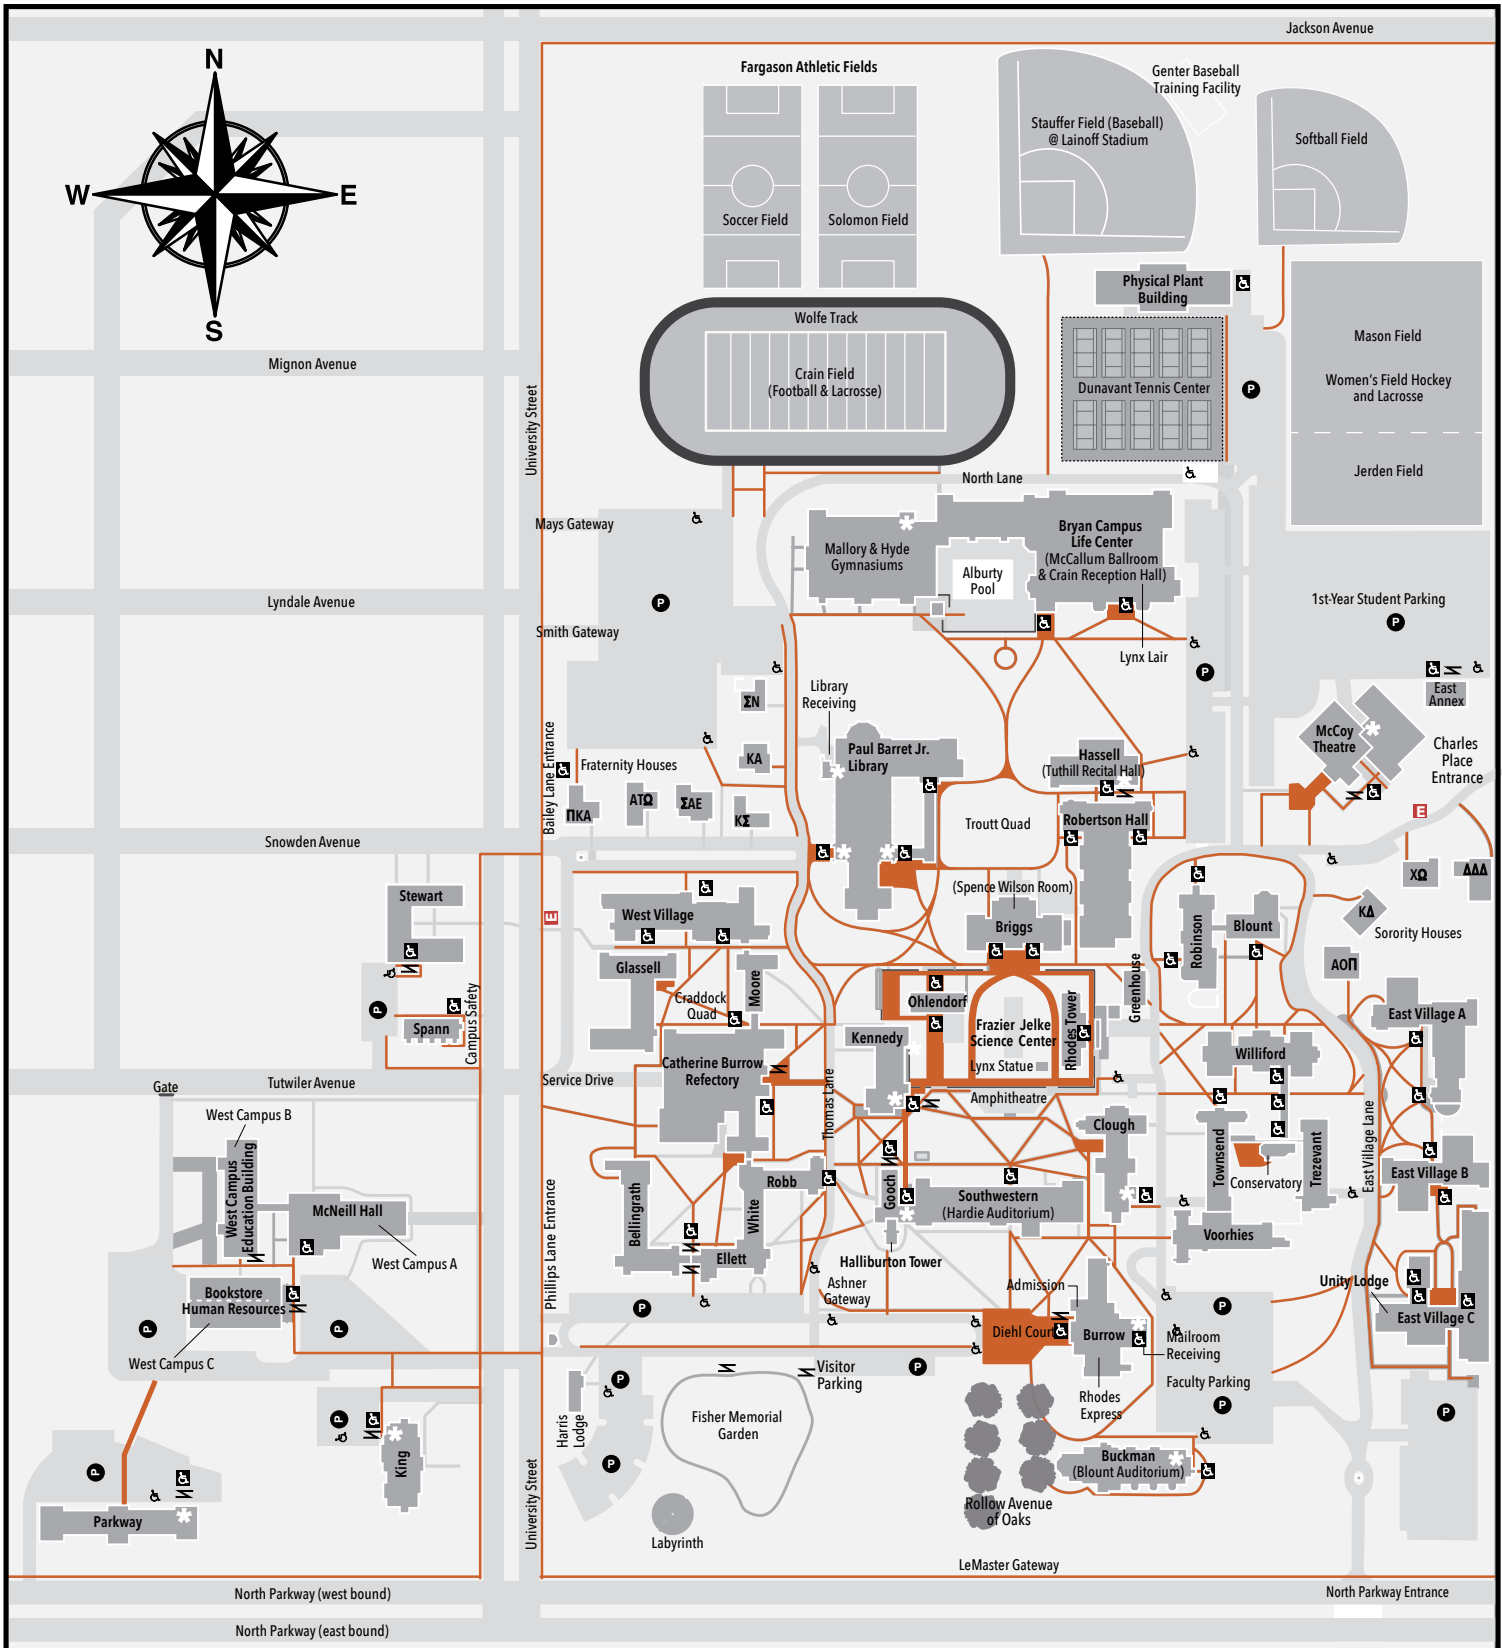 Jackson Avenue
N
W
E
S
Fargason Athletic Fields
Genter Baseball
Training Facility
Stauffer Field (Baseball)
@ Lainoff Stadium
Softball Field
Soccer Field
Solomon Field
Physical Plant
Building
Wolfe Track
Crain Field
(Football & Lacrosse)
Mason Field
Women's Field Hockey
and Lacrosse
Jerden Field
Dunavant Tennis Center
P
Mignon Avenue
University Street
North Lane
Mays Gateway
Mallory & Hyde
Gymnasiums
Bryan Campus
Life Center
(McCallum Ballroom
& Crain Reception Hall)
Alburty
Pool
Lyndale Avenue
P
1st-Year Student Parking
P
Smith Gateway
Lynx Lair
P
East
Annex
ΣN
Library
Receiving
McCoy
Theatre
Charles
Place
Entrance
Bailey Lane Entrance
Fraternity Houses
KA
Paul Barret Jr.
Library
Hassell
(Tuthill Recital Hall)
ΠKA
ATΩ
ΣAE
KΣ
Troutt Quad
Robertson Hall
E
Snowden Avenue
XΩ
ΔΔΔ
Stewart
West Village
E
(Spence Wilson Room)
Briggs
Robinson
Blount
KΔ
Sorority Houses
Glassell
Moore
Craddock
Quad
Ohlendorf
Greenhouse
AOΠ
P
Spann
Campus Safety
Kennedy
Frazier Jelke
Science Center
Rhodes Tower
Lynx Statue
East Village A
Williford
Catherine Burrow
Refectory
Gate
Tutwiler Avenue
Service Drive
Thomas Lane
Amphitheatre
West Campus B
West Campus
Education Building
Clough
Townsend
Trezevant
Conservatory
East Village Lane
East Village B
McNeill Hall
West Campus A
Bellingrath
Robb
White
Ellett
Gooch
Southwestern
(Hardie Auditorium)
Voorhies
Halliburton Tower
Phillips Lane Entrance
Bookstore
Human Resources
West Campus C
P
P
P
Ashner
Gateway
Admission
Diehl Court
Burrow
Mailroom
Receiving
P
Unity Lodge
East Village C
Visitor
Parking
P
Rhodes
Express
Faculty Parking
P
P
P
Harris
Lodge
P
Fisher Memorial
Garden
P
King
P
Parkway
Buckman
(Blount Auditorium)
Rollow Avenue
of Oaks
Labyrinth
University Street
LeMaster Gateway
North Parkway (west bound)
North Parkway Entrance
North Parkway (east bound)